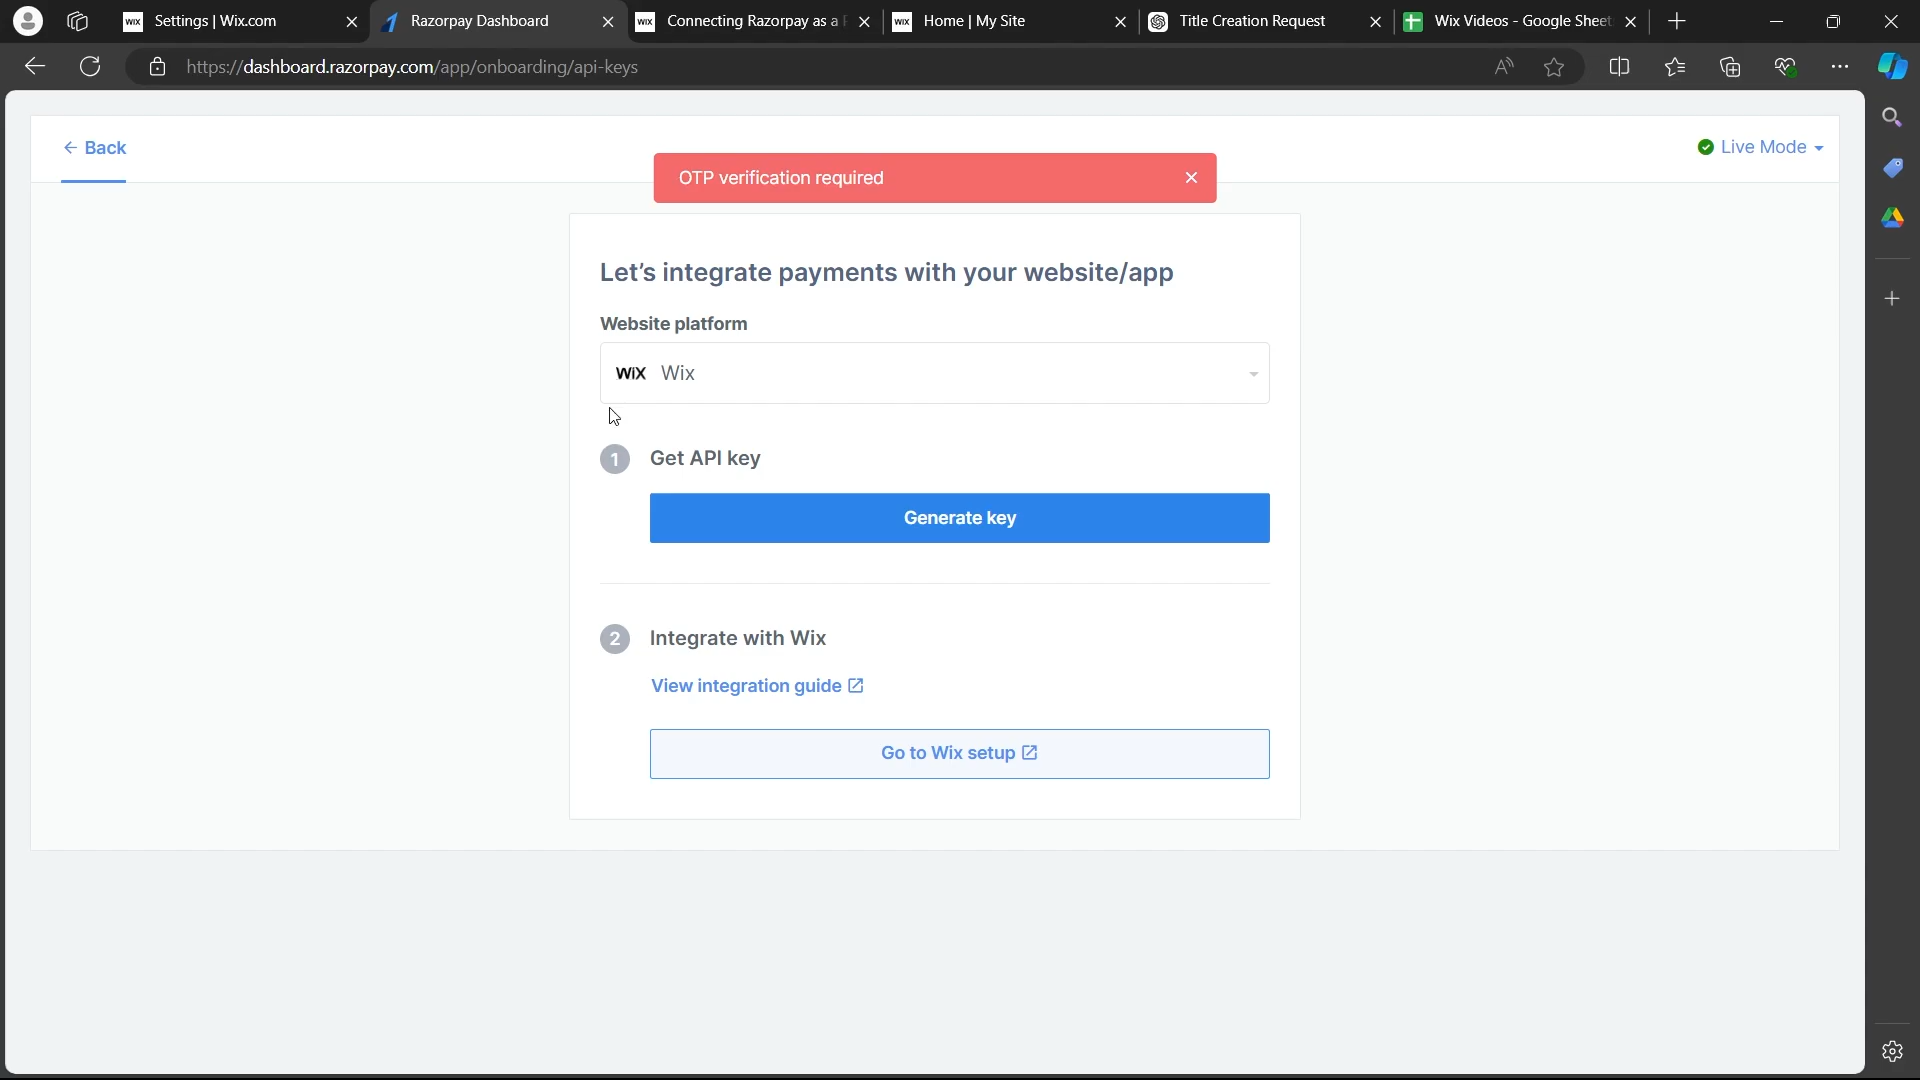 WIX Settings | Wix.com
Razorpay Dashboard
WIX Connecting Razorpay as a
WIX Home | My Site
Title Creation Request
Wix Videos - Google Sheet
https://dashboard.razorpay.com/app/onboarding/api-keys
← Back
Live Mode
OTP verification required
Let's integrate payments with your website/app
Website platform
WIX Wix
1 Get API key
Generate key
2 Integrate with Wix
View integration guide
Go to Wix setup